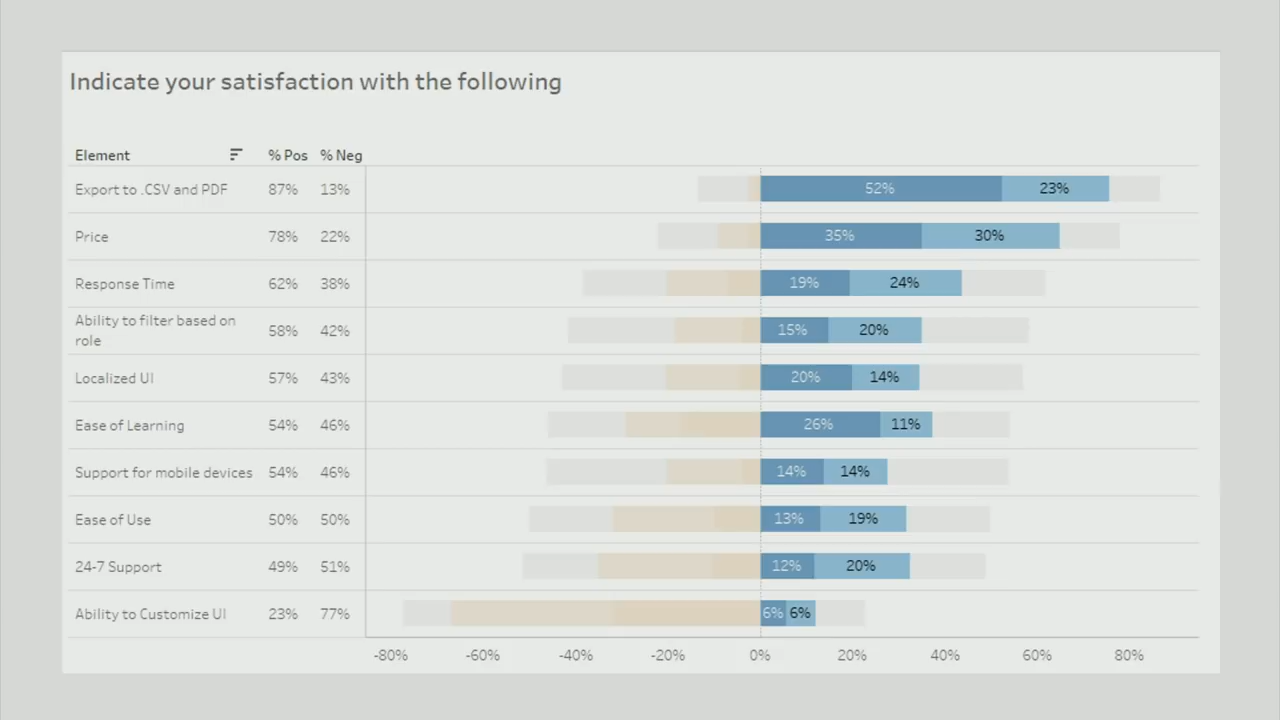 Indicate your satisfaction with the following
Element % Pos % Neg
Export to .CSV and PDF 87% 13% 52% 23%
Price 78% 22% 35% 30%
Response Time 62% 38% 19% 24%
Ability to filter based on
role 58% 42% 15% 20%
Localized UI 57% 43% 20% 14%
Ease of Learning 54% 46% 26% 11%
Support for mobile devices 54% 46% 14% 14%
Ease of Use 50% 50% 13% 19%
24-7 Support 49% 51% 12% 20%
Ability to Customize UI 23% 77% 6% 6%
-80% -60% -40% -20% 0% 20% 40% 60% 80%